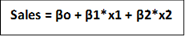 Sales = βo + β1*x1 + β2*x2